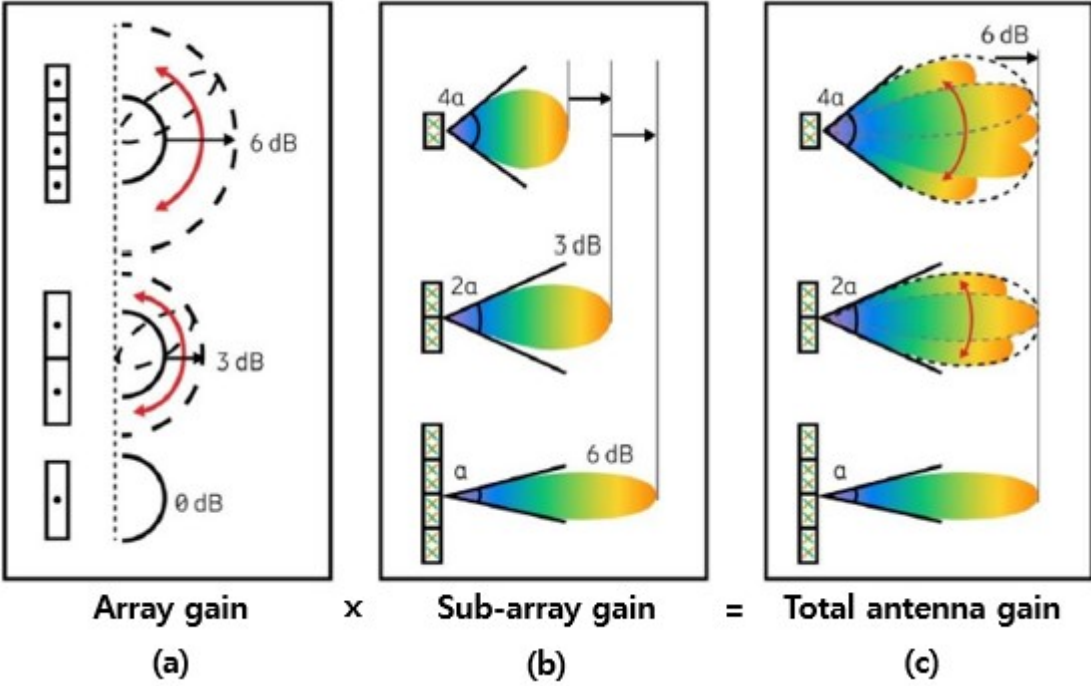 6 dB
3 dB
0 dB
4α
3 dB
2α
6 dB
α
6 dB
4α
2α
α
Array gain x Sub-array gain = Total antenna gain
(a) (b) (c)